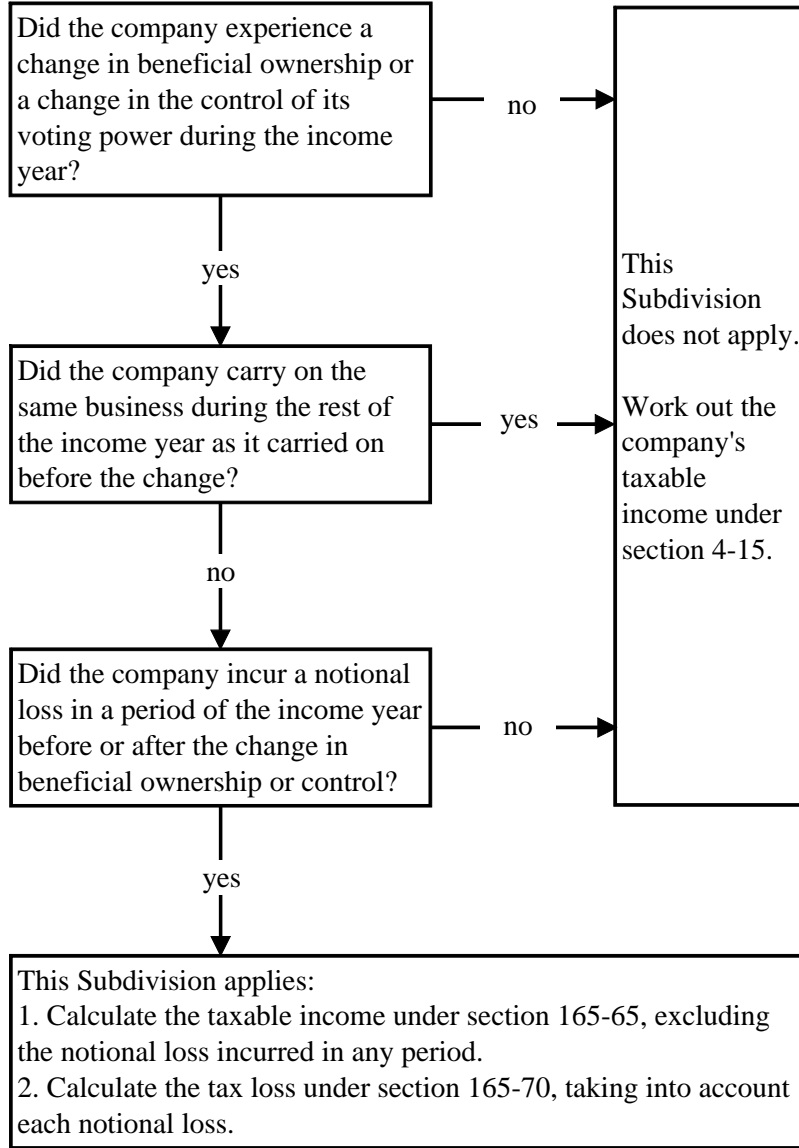 Did the company experience a
change in beneficial ownership or
a change in the control of its
voting power during the income
year?
no
yes
This
Subdivision
does not apply.
Work out the
company's
taxable
income under
section 4-15.
Did the company carry on the
same business during the rest of
the income year as it carried on
before the change?
yes
no
Did the company incur a notional
loss in a period of the income year
before or after the change in
beneficial ownership or control?
no
yes
This Subdivision applies:
1. Calculate the taxable income under section 165-65, excluding
the notional loss incurred in any period.
2. Calculate the tax loss under section 165-70, taking into account
each notional loss.